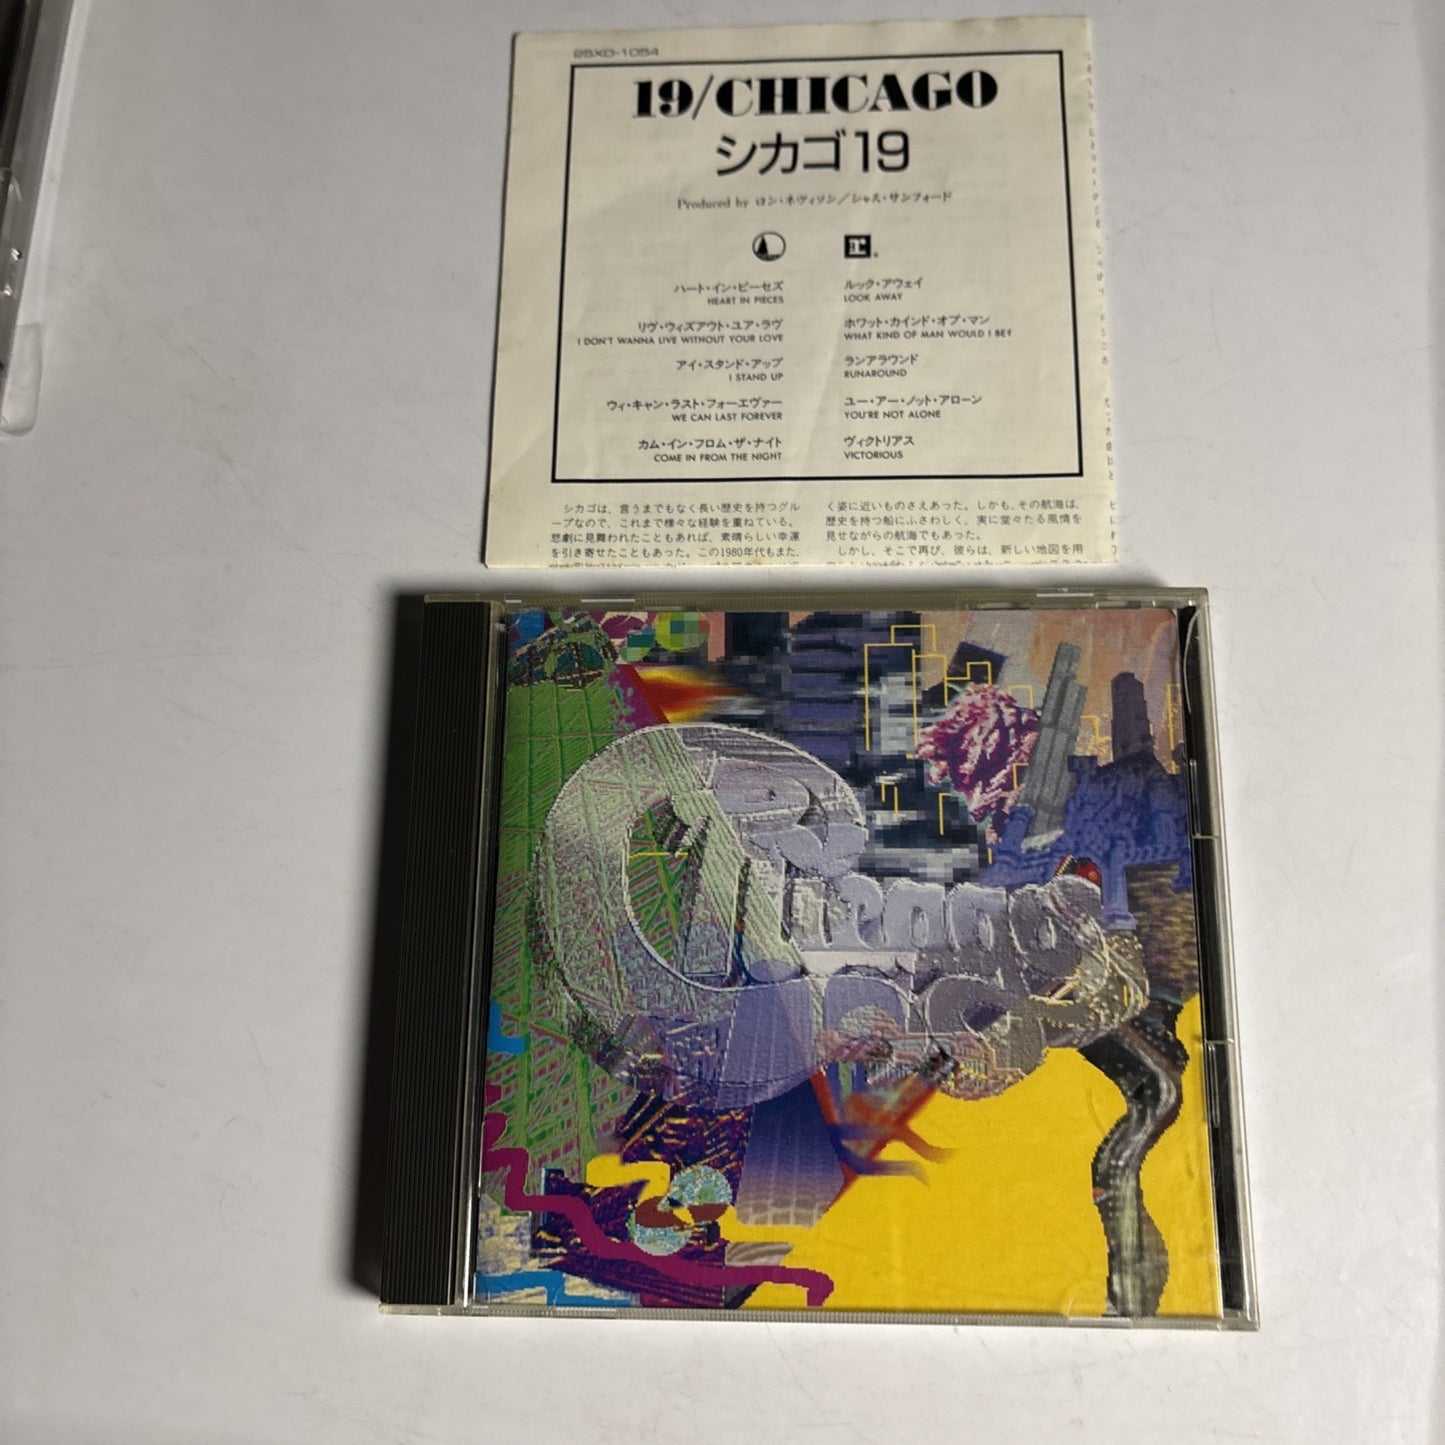 25XD-1054
19/CHICAGO
シカゴ19
Produced by ロン・ネヴィソン／シャス・サンフォード
ハート・イン・ピーセズ
HEART IN PIECES
リヴ・ウィズアウト・ユア・ラヴ
I DON'T WANNA LIVE WITHOUT YOUR LOVE
アイ・スタンド・アップ
I STAND UP
ウィ・キャン・ラスト・フォーエヴァー
WE CAN LAST FOREVER
カム・イン・フロム・ザ・ナイト
COME IN FROM THE NIGHT
ルック・アウェイ
LOOK AWAY
ホワット・カインド・オブ・マン
WHAT KIND OF MAN WOULD I BE?
ランアラウンド
RUNAROUND
ユー・アー・ノット・アローン
YOU'RE NOT ALONE
ヴィクトリアス
VICTORIOUS
シカゴは、言うまでもなく長い歴史を持つグル
ープなので、これまで様々な経験を重ねている。
悲劇に見舞われたこともあれば、素晴らしい幸運
を引き寄せたこともあった。この1980年代もまた、
く姿に近いものさえあった。しかも、その航海は、
歴史を持つ船にふさわしく、実に堂々たる風情を
見せながらの航海でもあった。
しかし、そこで再び、彼らは、新しい地図を用
Chicago